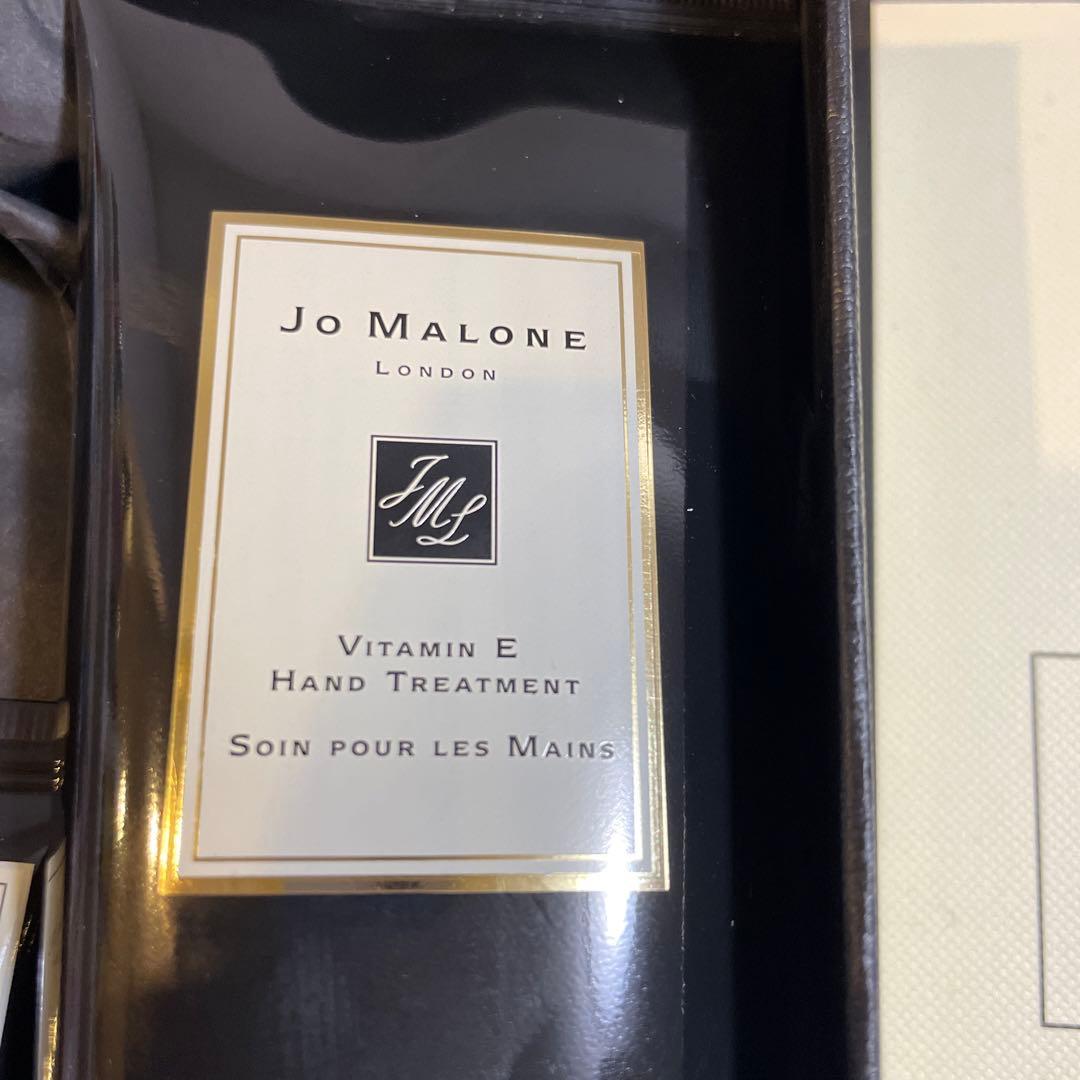 JO MALONE
LONDON
JML
VITAMIN E
HAND TREATMENT
SOIN POUR LES MAINS